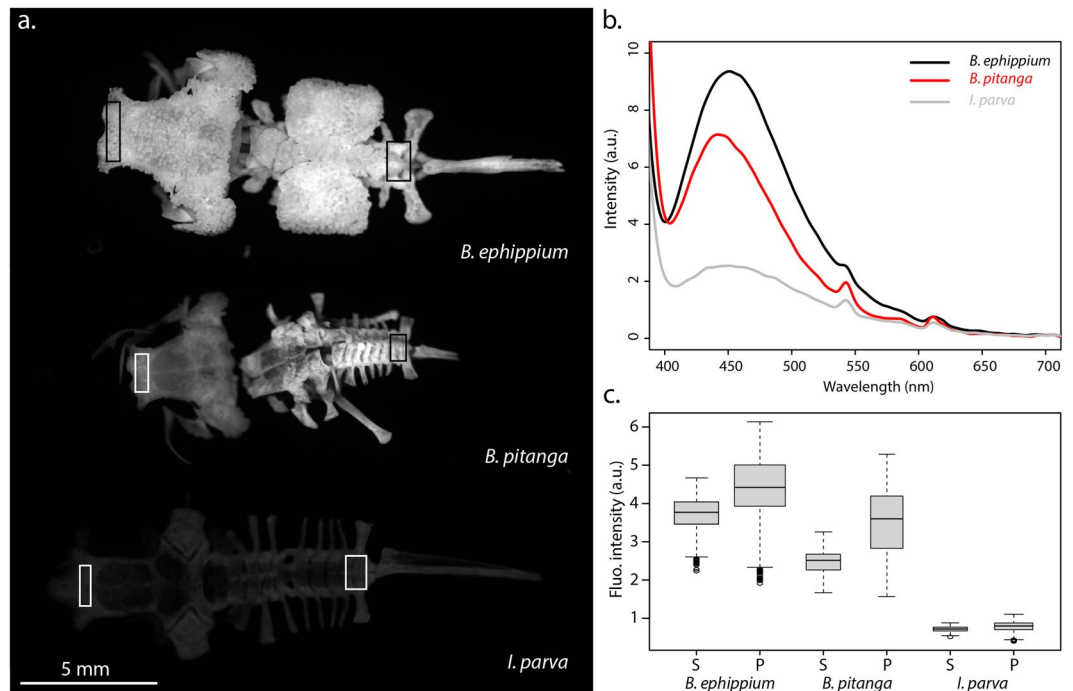 a.
B. ephippium
B. pitanga
I. parva
5 mm
b.
10
8
6
4
2
0
Intensity (a.u.)
B. ephippium
B. pitanga
I. parva
400 450 500 550 600 650 700
Wavelength (nm)
c.
6
5
4
3
2
1
Fluo. intensity (a.u.)
S P S P S P
B. ephippium B. pitanga I. parva